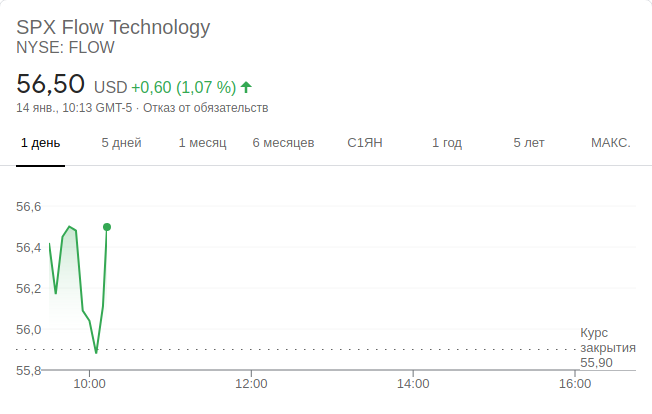 SPX Flow Technology
NYSE: FLOW
56,50 USD +0,60 (1,07 %)
14 янв., 10:13 GMT-5 · Отказ от обязательств
1 день 5 дней 1 месяц 6 месяцев С1ЯН 1 год 5 лет МАКС.
56,6
56,4
56,2
56,0
Курс
закрытия
55,90
55,8
10:00 12:00 14:00 16:00